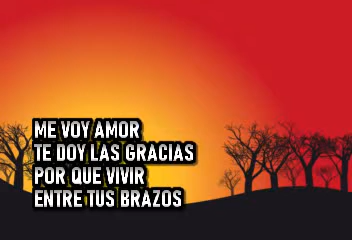 ME VOY AMOR
TE DOY LAS GRACIAS
POR QUE VIVIR
ENTRE TUS BRAZOS